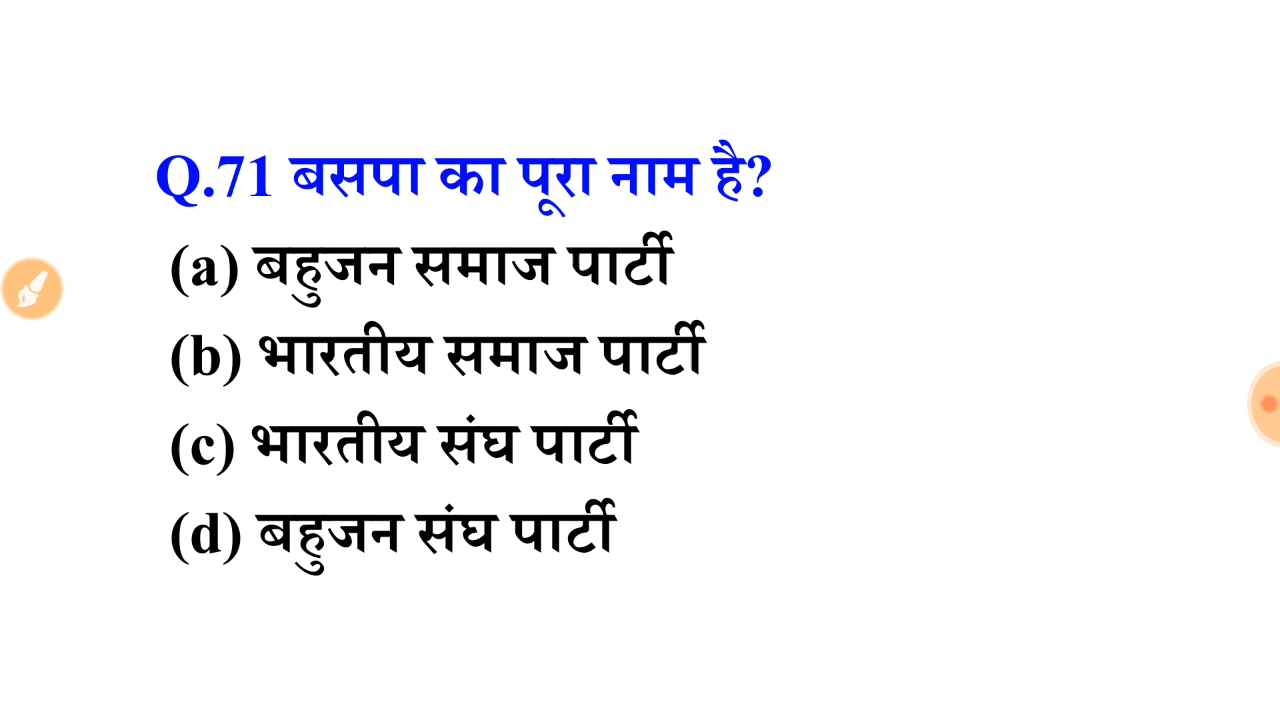 Q.71 बसपा का पूरा नाम है?
(a) बहुजन समाज पार्टी
(b) भारतीय समाज पार्टी
(c) भारतीय संघ पार्टी
(d) बहुजन संघ पार्टी